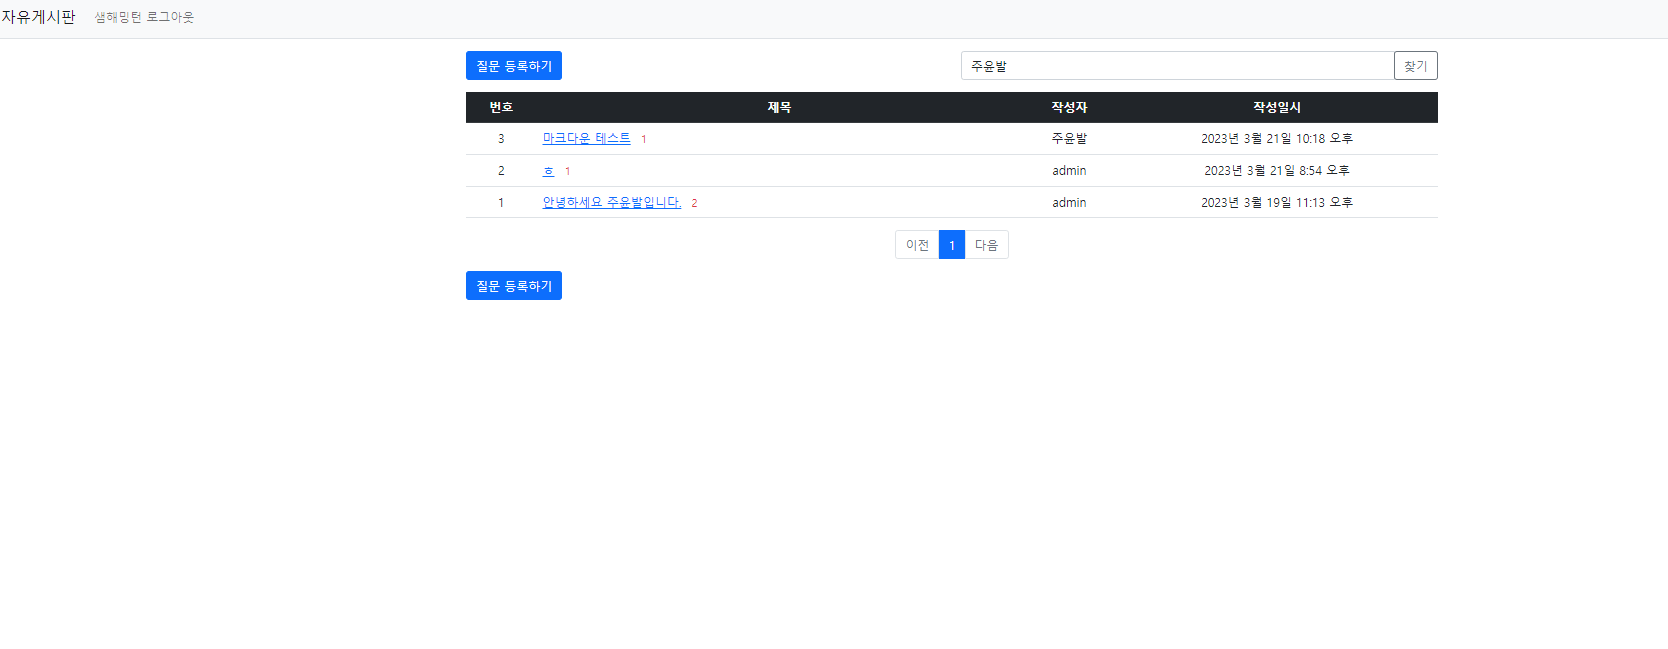 자유게시판 샘해밍턴 로그아웃
질문 등록하기 주윤발 찾기
번호 제목 작성자 작성일시
3 마크다운 테스트 1 주윤발 2023년 3월 21일 10:18 오후
2 ㅎ 1 admin 2023년 3월 21일 8:54 오후
1 안녕하세요 주윤발입니다. 2 admin 2023년 3월 19일 11:13 오후
이전 1 다음
질문 등록하기